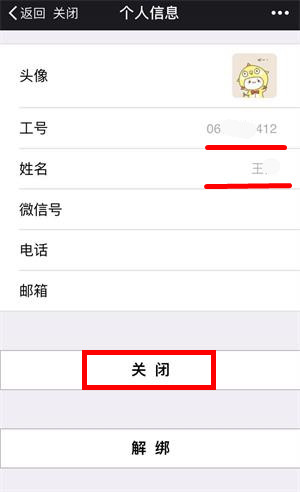 返回 关闭 个人信息
头像
工号 06 412
姓名 王
微信号
电话
邮箱
关 闭
解 绑